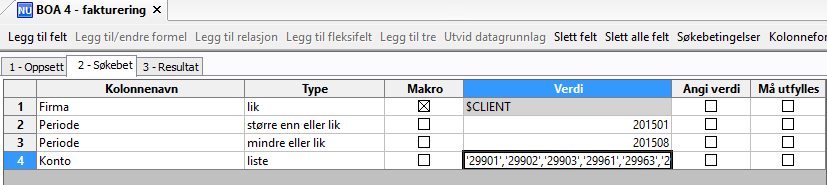 NU BOA 4 - fakturering ×
Legg til felt Legg til/endre formel Legg til relasjon Legg til fleksifelt Legg til tre Utvid datagrunnlag Slett felt Slett alle felt Søkebetingelser Kolonnefor
1 - Oppsett 2 - Søkebet 3 - Resultat
Kolonnenavn Type Makro Verdi Angi verdi Må utfylles
1 Firma lik $CLIENT
2 Periode større enn eller lik 201501
3 Periode mindre eller lik 201508
4 Konto liste '29901','29902','29903','29961','29963','2